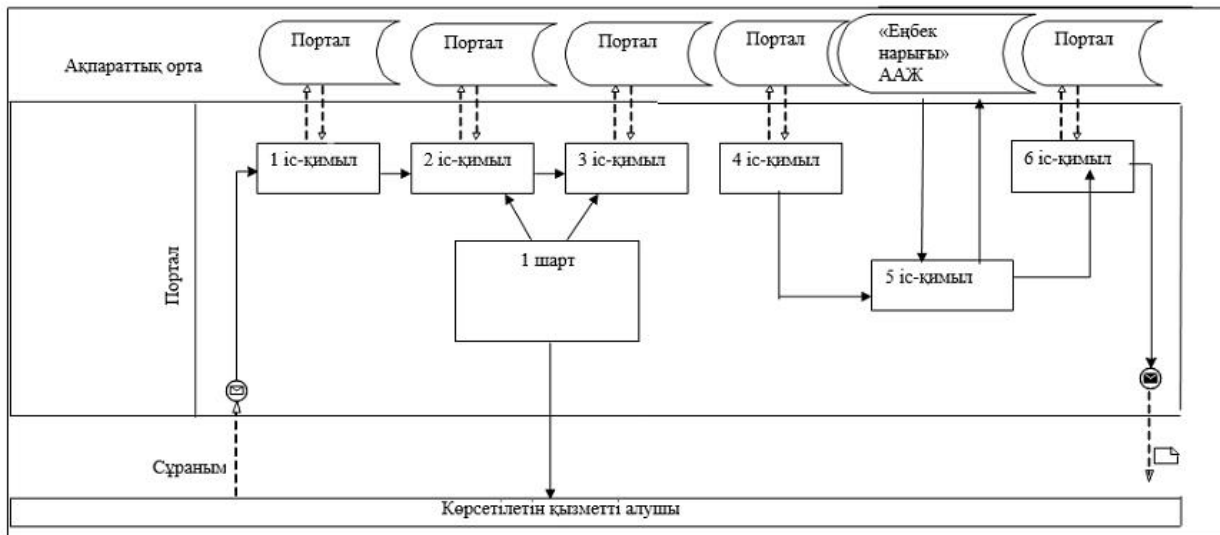 Портал
Портал
Портал
Портал
«Еңбек
нарығы»
ААЖ
Портал
Ақпараттық орта
1 іс-қимыл
2 іс-қимыл
3 іс-қимыл
4 іс-қимыл
6 іс-қимыл
1 шарт
5 іс-қимыл
Портал
Сұраным
Көрсетілетін қызметті алушы